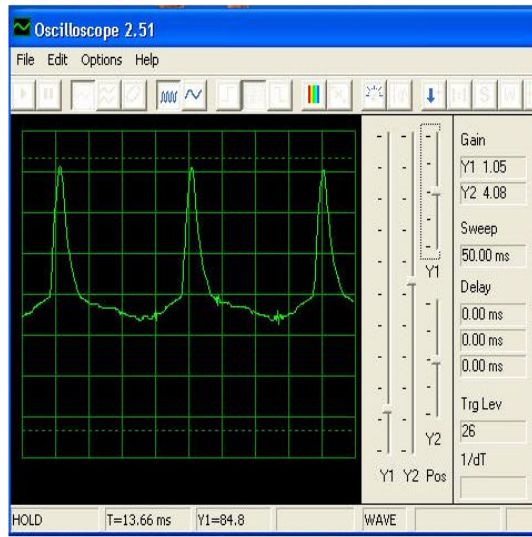 Oscilloscope 2.51
File Edit Options Help
Gain
Y1 1.05
Y2 4.08
Sweep
50.00 ms
Y1
Delay
0.00 ms
0.00 ms
0.00 ms
Trg Lev
26
Y2
1/dT
Y1 Y2 Pos
HOLD T=13.66 ms Y1=84.8 WAVE